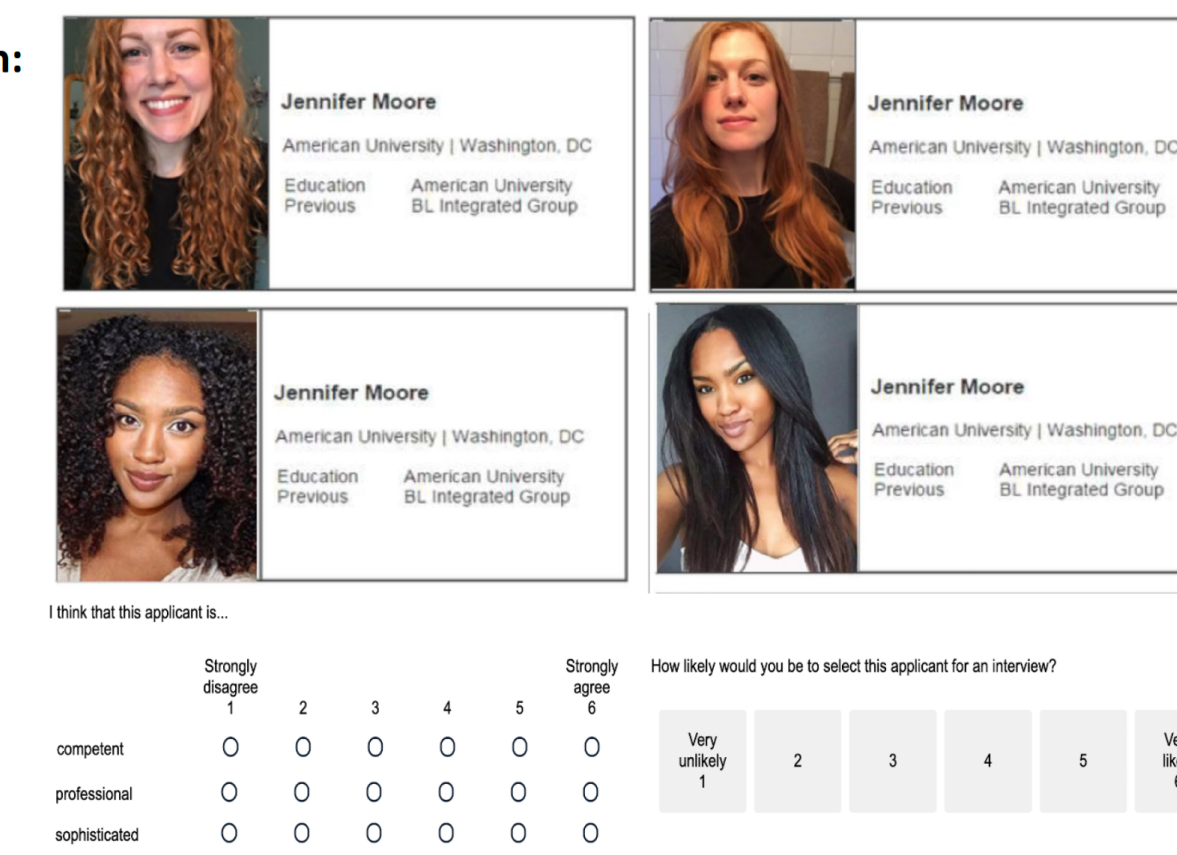 n:
Jennifer Moore
American University | Washington, DC
Education American University
Previous BL Integrated Group
Jennifer Moore
American University | Washington, DC
Education American University
Previous BL Integrated Group
Jennifer Moore
American University | Washington, DC
Education American University
Previous BL Integrated Group
Jennifer Moore
American University | Washington, DC
Education American University
Previous BL Integrated Group
I think that this applicant is...
Strongly disagree 1 2 3 4 5 Strongly agree 6
competent
professional
sophisticated
How likely would you be to select this applicant for an interview?
Very
unlikely
1 2 3 4 5